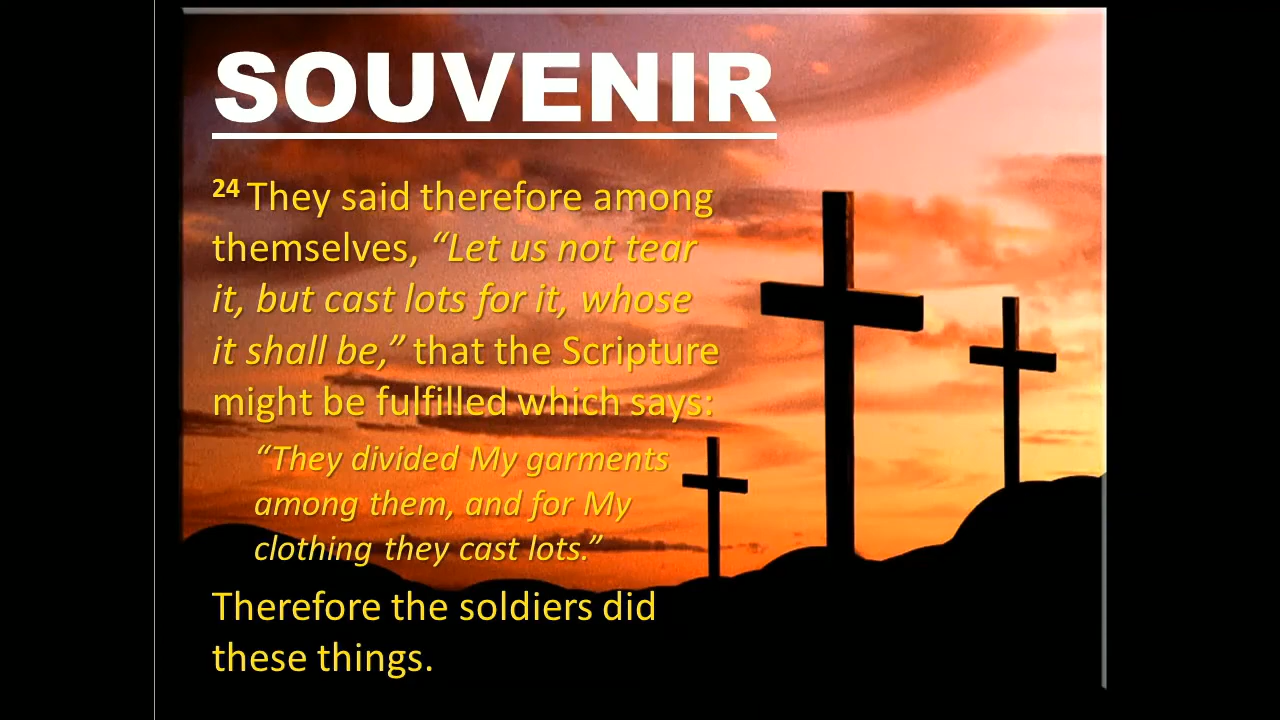 SOUVENIR
24 They said therefore among
themselves, “Let us not tear
it, but cast lots for it, whose
it shall be,” that the Scripture
might be fulfilled which says:
“They divided My garments
among them, and for My
clothing they cast lots.”
Therefore the soldiers did
these things.